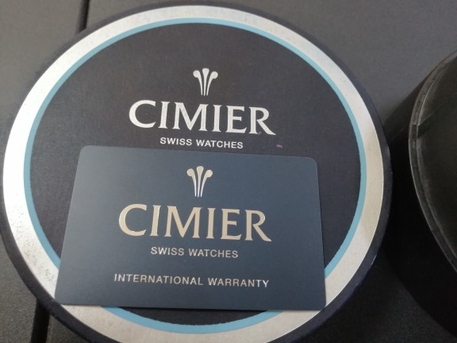 CIMIER
SWISS WATCHES
CIMIER
SWISS WATCHES
INTERNATIONAL WARRANTY